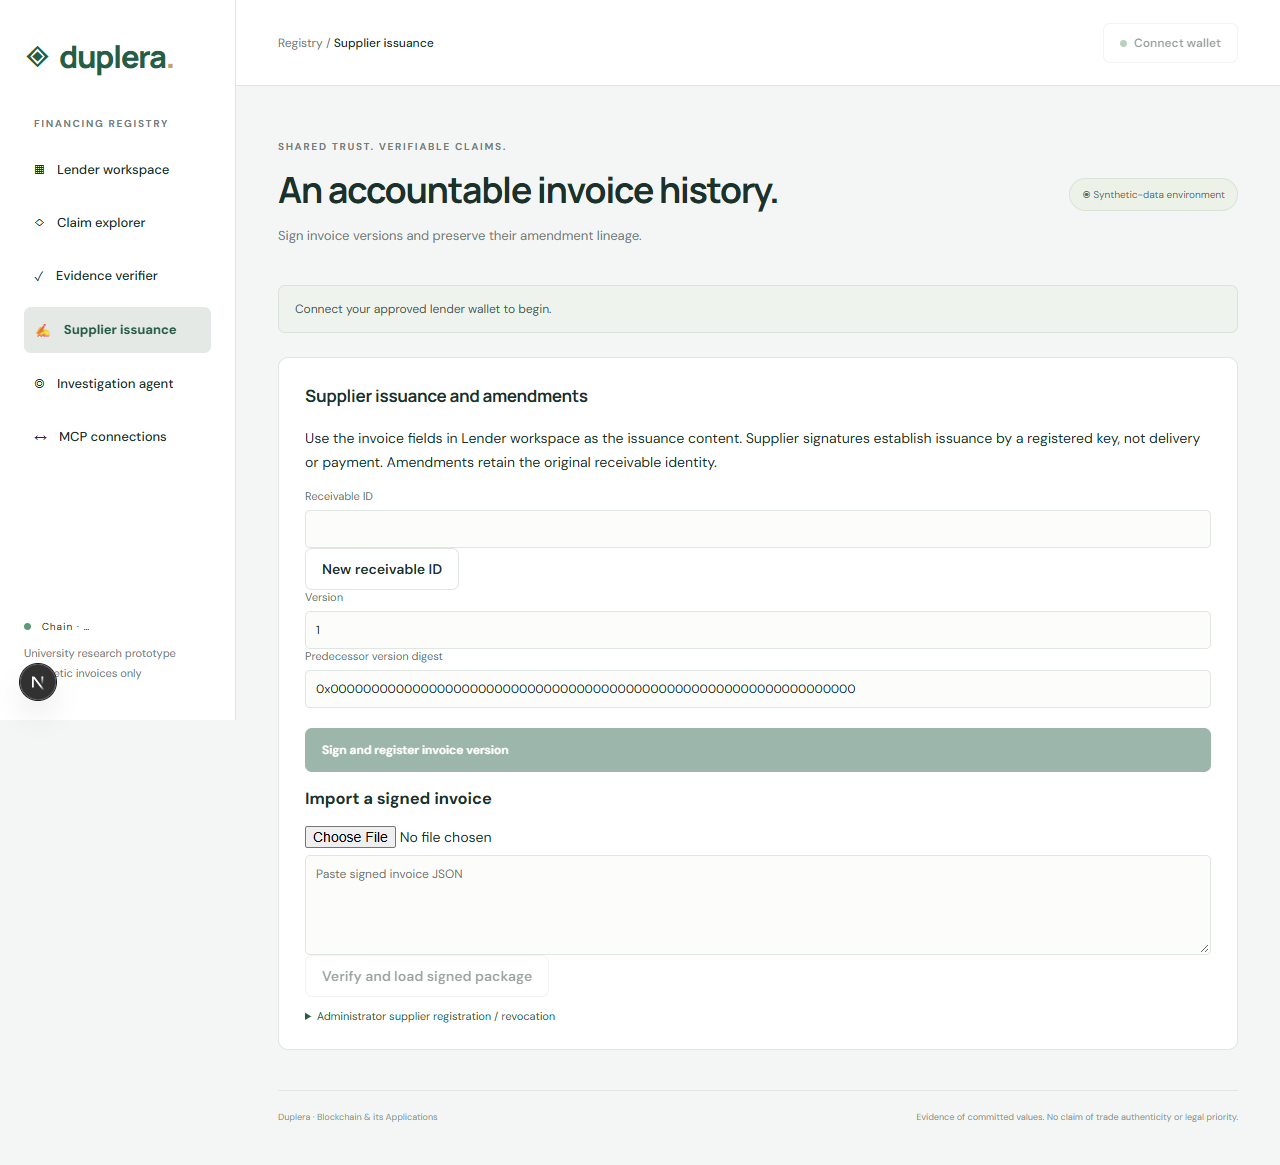 duplera.
FINANCING REGISTRY
Lender workspace
Claim explorer
Evidence verifier
Supplier issuance
Investigation agent
MCP connections
Chain · …
University research prototype
etic invoices only
N
Registry / Supplier issuance
Connect wallet
SHARED TRUST. VERIFIABLE CLAIMS.
An accountable invoice history.
Synthetic-data environment
Sign invoice versions and preserve their amendment lineage.
Connect your approved lender wallet to begin.
Supplier issuance and amendments
Use the invoice fields in Lender workspace as the issuance content. Supplier signatures establish issuance by a registered key, not delivery
or payment. Amendments retain the original receivable identity.
Receivable ID
New receivable ID
Version
1
Predecessor version digest
0x0000000000000000000000000000000000000000000000000000000000000000
Sign and register invoice version
Import a signed invoice
Choose File No file chosen
Paste signed invoice JSON
Verify and load signed package
Administrator supplier registration / revocation
Duplera · Blockchain & its Applications
Evidence of committed values. No claim of trade authenticity or legal priority.